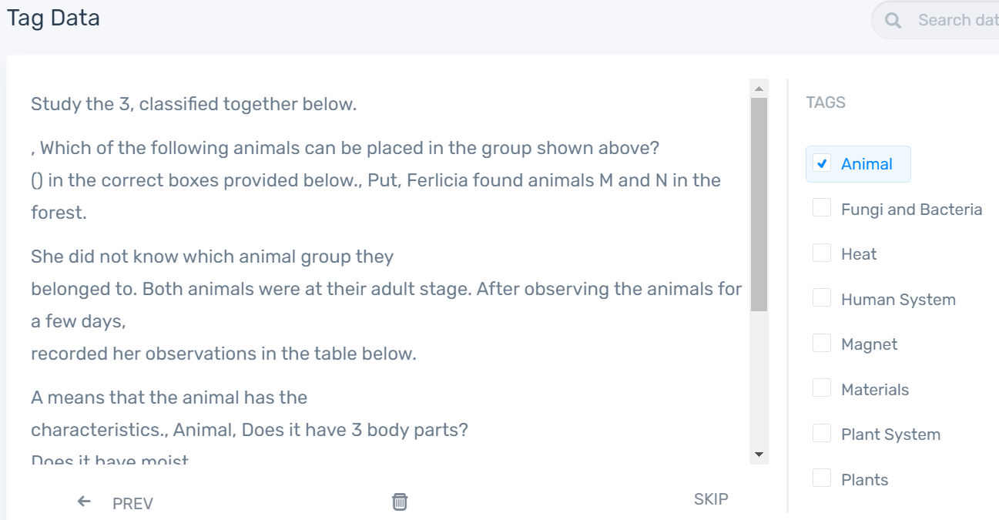 Tag Data
Search dat
Study the 3, classified together below.
, Which of the following animals can be placed in the group shown above?
() in the correct boxes provided below., Put, Ferlicia found animals M and N in the
forest.
She did not know which animal group they
belonged to. Both animals were at their adult stage. After observing the animals for
a few days,
recorded her observations in the table below.
A means that the animal has the
characteristics., Animal, Does it have 3 body parts?
Does it have moist
PREV
SKIP
TAGS
Animal
Fungi and Bacteria
Heat
Human System
Magnet
Materials
Plant System
Plants